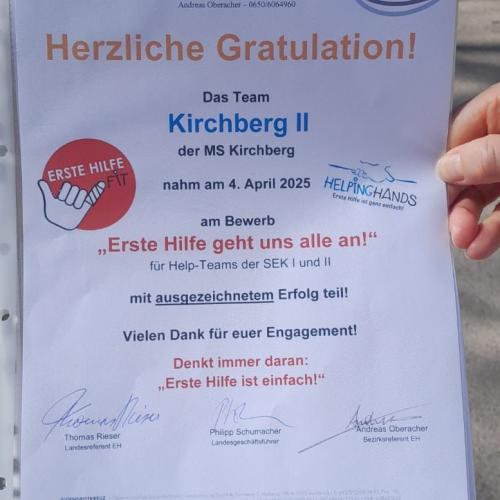 Andreas Oberacher – 0650/6064960
Herzliche Gratulation!
Das Team
Kirchberg II
der MS Kirchberg
ERSTE HILFE
FIT
nahm am 4. April 2025
HELPINGHANDS
Erste Hilfe ist ganz einfach!
am Bewerb
„Erste Hilfe geht uns alle an!“
für Help-Teams der SEK I und II
mit ausgezeichnetem Erfolg teil!
Vielen Dank für euer Engagement!
Denkt immer daran:
„Erste Hilfe ist einfach!“
Thomas Rieser
Landesreferent EH
Philipp Schumacher
Landesgeschäftsführer
Andreas Oberacher
Bezirksreferent EH